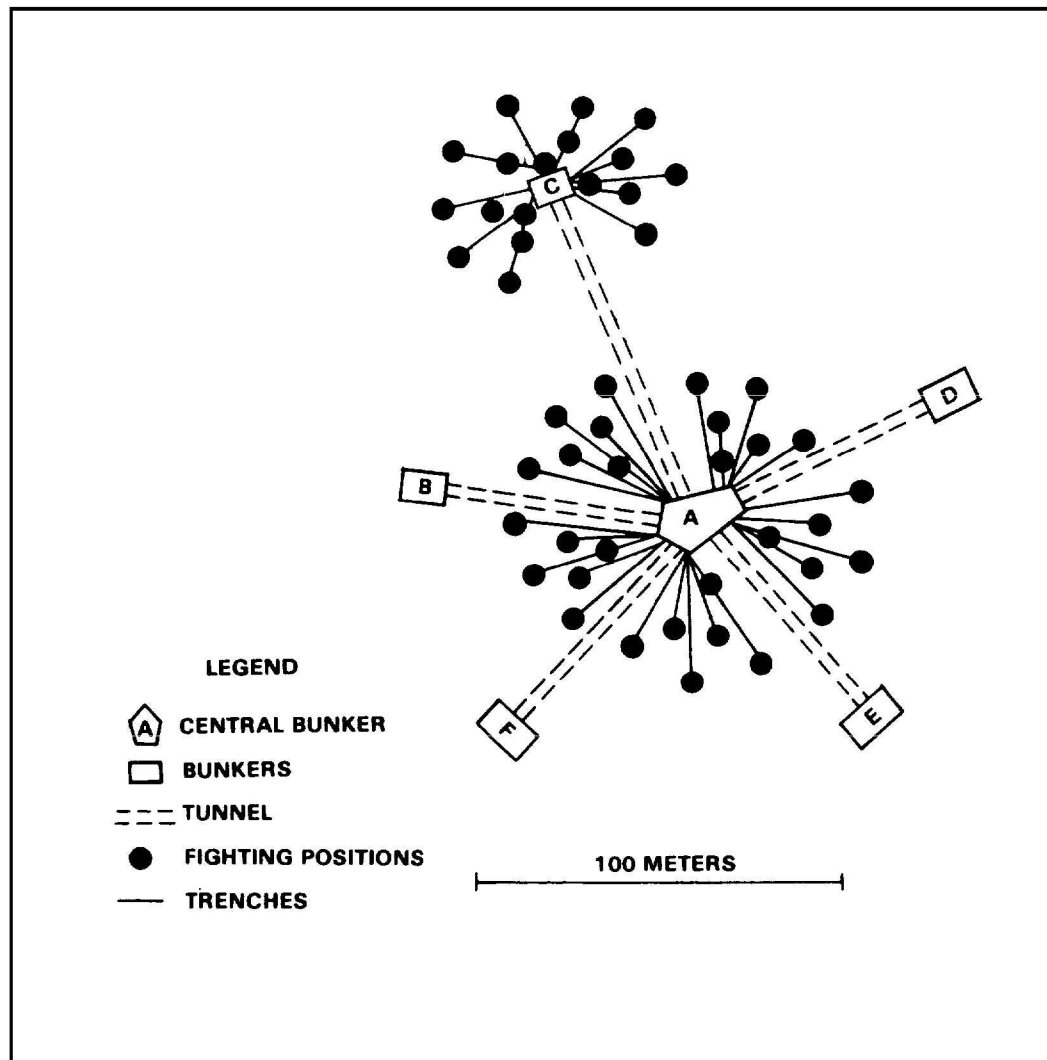 C
D
B
A
F
E
LEGEND
A CENTRAL BUNKER
BUNKERS
TUNNEL
FIGHTING POSITIONS
TRENCHES
100 METERS